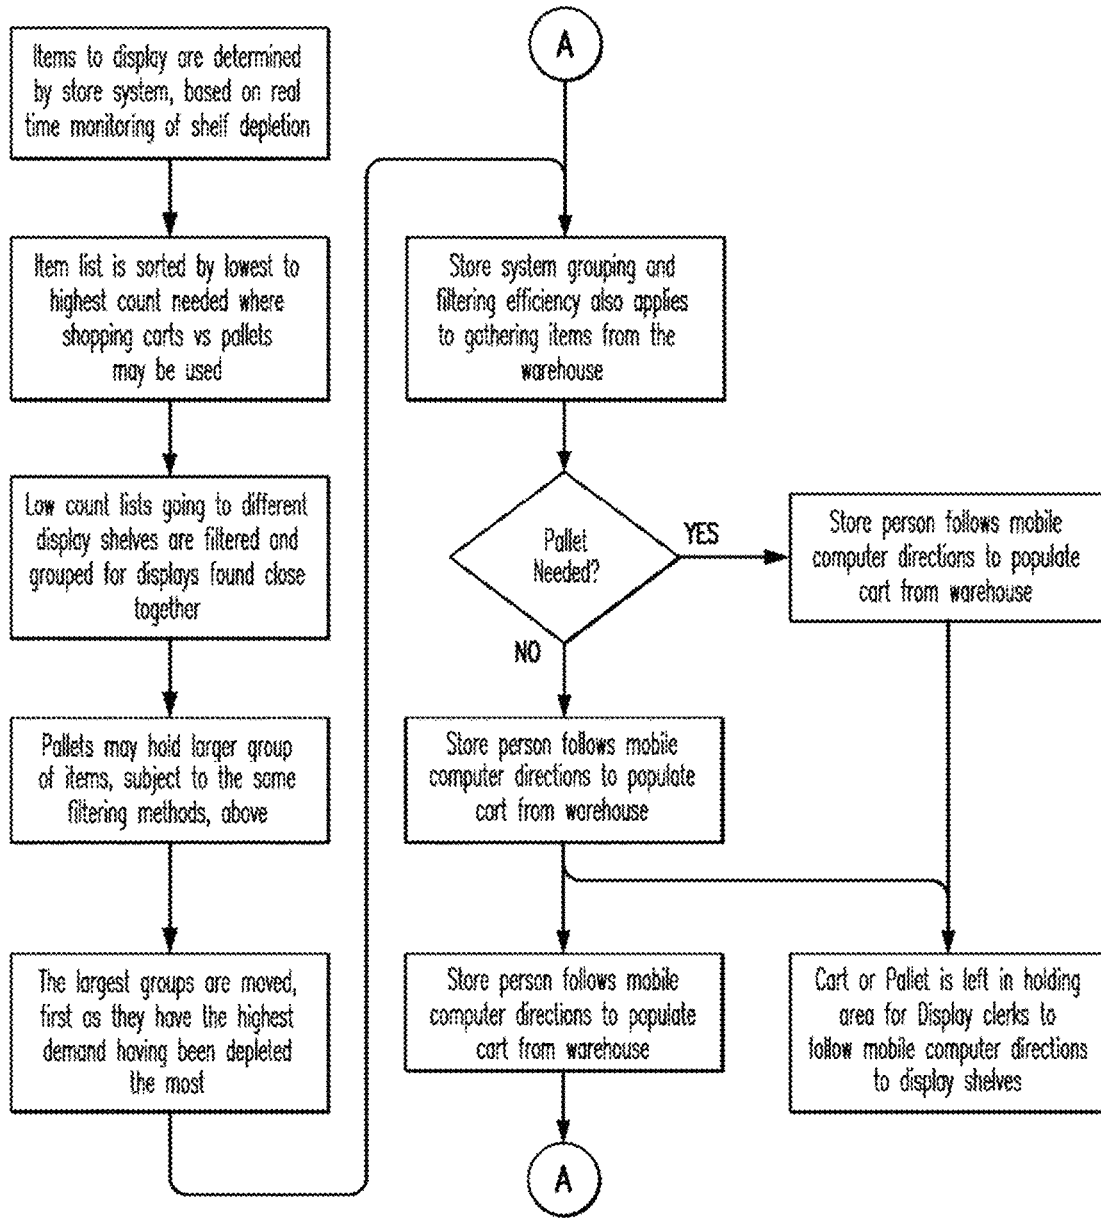 Items to display are determined
by store system, based on real
time monitoring of shelf depletion
Item list is sorted by lowest to
highest count needed where
shopping carts vs pallets
may be used
Low count lists going to different
display shelves are filtered and
grouped for displays found close
together
Pallets may hold larger group
of items, subject to the same
filtering methods, above
The largest groups are moved,
first as they have the highest
demand having been depleted
the most
A
Store system grouping and
filtering efficiency also applies
to gathering items from the
warehouse
Pallet
Needed?
YES
NO
Store person follows mobile
computer directions to populate
cart from warehouse
Store person follows mobile
computer directions to populate
cart from warehouse
Store person follows mobile
computer directions to populate
cart from warehouse
Cart or Pallet is left in holding
area for Display clerks to
follow mobile computer directions
to display shelves
A